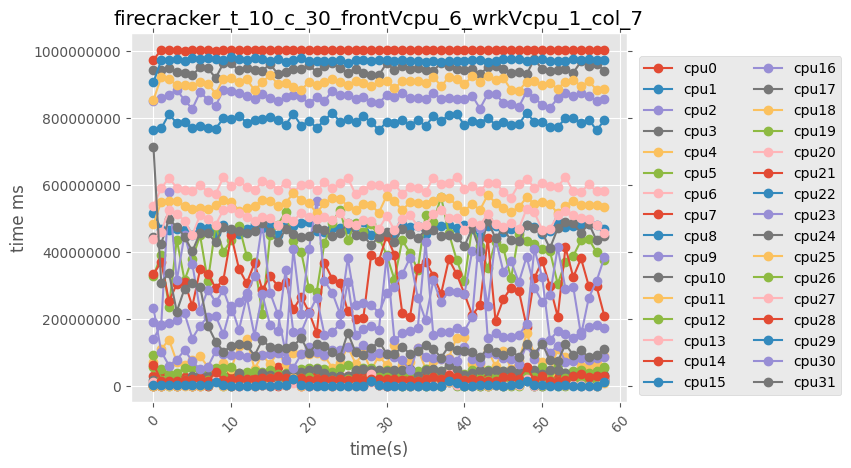 firecracker_t_10_c_30_frontVcpu_6_wrkVcpu_1_col_7
time ms
1000000000
800000000
600000000
400000000
200000000
0
0
10
20
30
40
50
60
time(s)
cpu0
cpu1
cpu2
cpu3
cpu4
cpu5
cpu6
cpu7
cpu8
cpu9
cpu10
cpu11
cpu12
cpu13
cpu14
cpu15
cpu16
cpu17
cpu18
cpu19
cpu20
cpu21
cpu22
cpu23
cpu24
cpu25
cpu26
cpu27
cpu28
cpu29
cpu30
cpu31